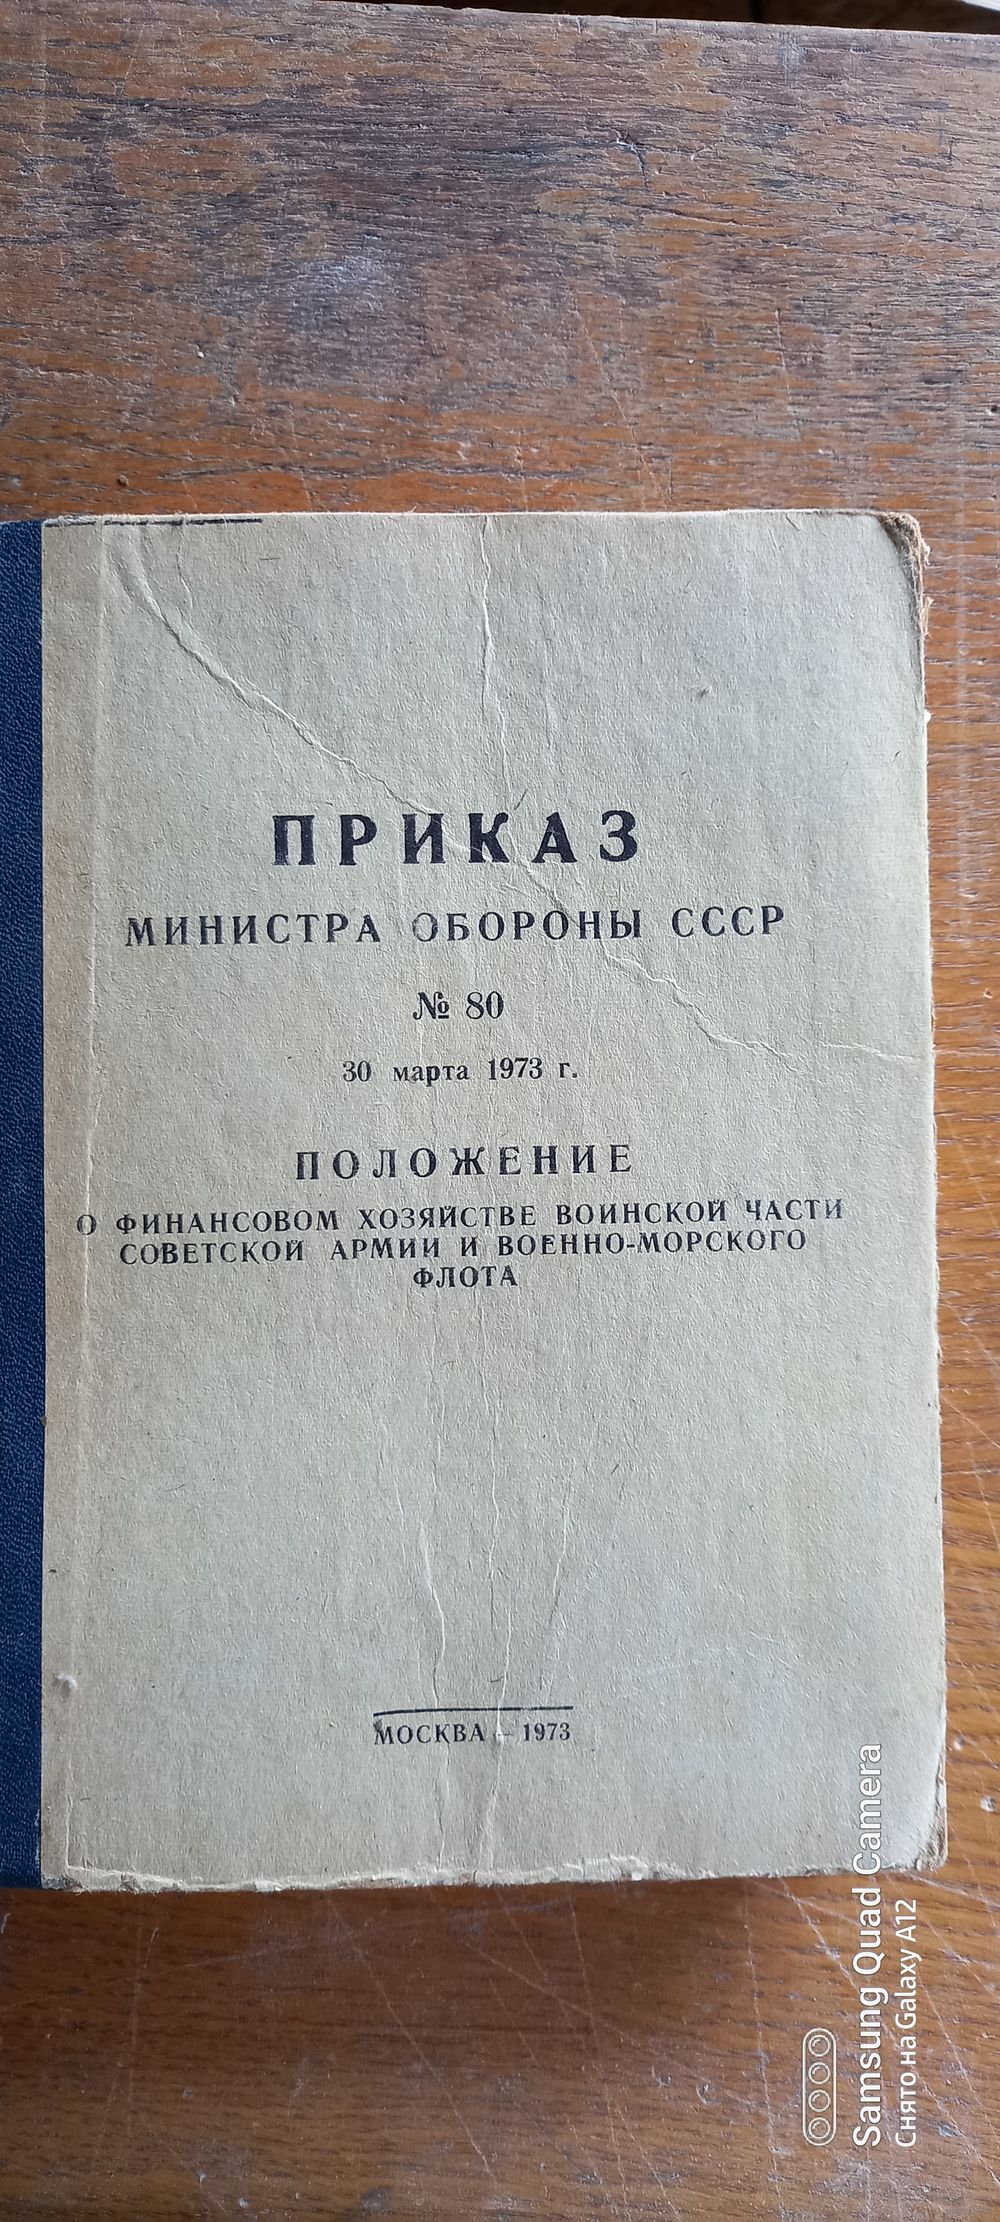 ПРИКАЗ
МИНИСТРА ОБОРОНЫ СССР
№ 80
30 марта 1973 г.
ПОЛОЖЕНИЕ
О ФИНАНСОВОМ ХОЗЯЙСТВЕ ВОИНСКОЙ ЧАСТИ
СОВЕТСКОЙ АРМИИ И ВОЕННО-МОРСКОГО
ФЛОТА
МОСКВА – 1973
Samsung Quad Camera
Снято на Galaxy A12